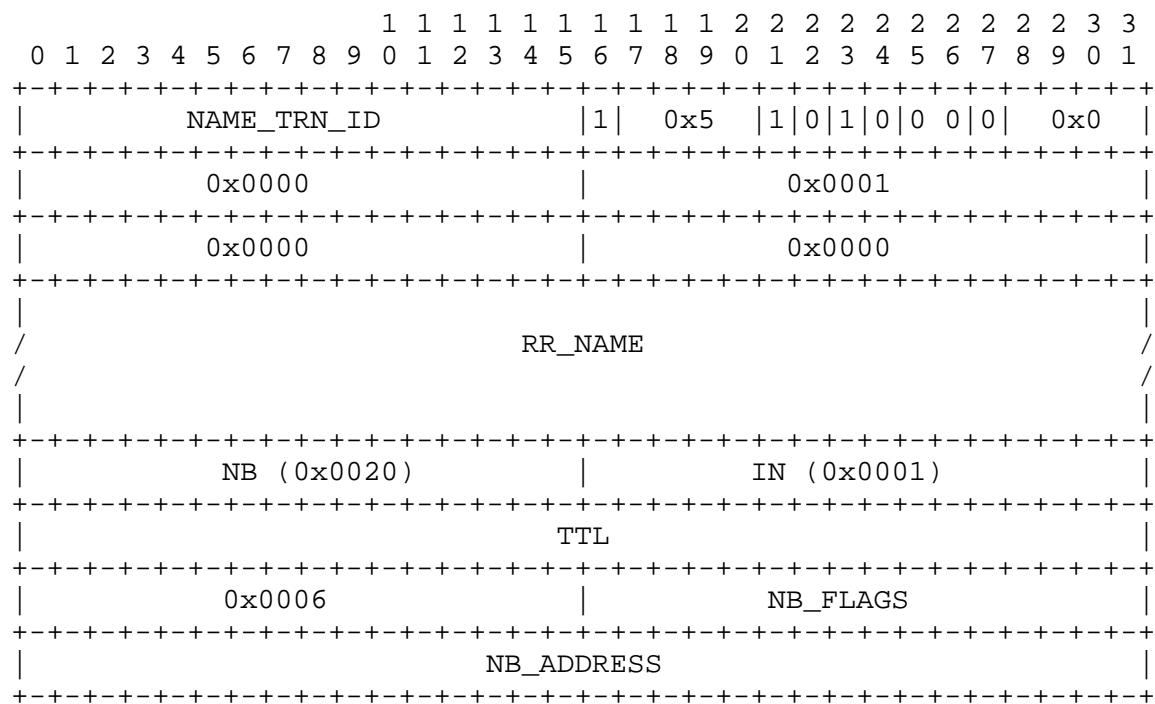 1 1 1 1 1 1 1 1 1 1 2 2 2 2 2 2 2 2 2 2 3 3
0 1 2 3 4 5 6 7 8 9 0 1 2 3 4 5 6 7 8 9 0 1 2 3 4 5 6 7 8 9 0 1
+-+-+-+-+-+-+-+-+-+-+-+-+-+-+-+-+-+-+-+-+-+-+-+-+-+-+-+-+-+-+-+-+
| NAME_TRN_ID |1| 0x5 |1|0|1|0|0 0|0| 0x0 |
+-+-+-+-+-+-+-+-+-+-+-+-+-+-+-+-+-+-+-+-+-+-+-+-+-+-+-+-+-+-+-+-+
| 0x0000 | 0x0001 |
+-+-+-+-+-+-+-+-+-+-+-+-+-+-+-+-+-+-+-+-+-+-+-+-+-+-+-+-+-+-+-+-+
| 0x0000 | 0x0000 |
+-+-+-+-+-+-+-+-+-+-+-+-+-+-+-+-+-+-+-+-+-+-+-+-+-+-+-+-+-+-+-+-+
| |
/ RR_NAME /
/ /
| |
+-+-+-+-+-+-+-+-+-+-+-+-+-+-+-+-+-+-+-+-+-+-+-+-+-+-+-+-+-+-+-+-+
| NB (0x0020) | IN (0x0001) |
+-+-+-+-+-+-+-+-+-+-+-+-+-+-+-+-+-+-+-+-+-+-+-+-+-+-+-+-+-+-+-+-+
| TTL |
+-+-+-+-+-+-+-+-+-+-+-+-+-+-+-+-+-+-+-+-+-+-+-+-+-+-+-+-+-+-+-+-+
| 0x0006 | NB_FLAGS |
+-+-+-+-+-+-+-+-+-+-+-+-+-+-+-+-+-+-+-+-+-+-+-+-+-+-+-+-+-+-+-+-+
| NB_ADDRESS |
+-+-+-+-+-+-+-+-+-+-+-+-+-+-+-+-+-+-+-+-+-+-+-+-+-+-+-+-+-+-+-+-+